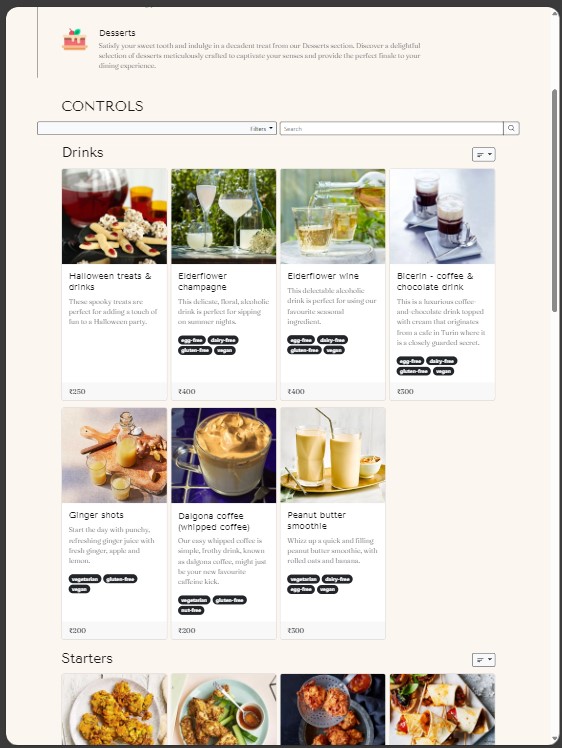 Desserts
Satisfy your sweet tooth and indulge in a decadent treat from our Desserts section. Discover a delightful
selection of desserts meticulously crafted to captivate your senses and provide the perfect finale to your
dining experience.
CONTROLS
Filters
Search
Drinks
Halloween treats &
drinks
These spooky treats are
perfect for adding a touch of
fun to a Halloween party.
₹250
Elderflower
champagne
This delicate, floral, alcoholic
drink is perfect for sipping
on summer nights.
egg-free dairy-free
gluten-free vegan
₹400
Elderflower wine
This delectable alcoholic
drink is perfect for using our
favourite seasonal
ingredient.
egg-free dairy-free
gluten-free vegan
₹400
Bicerin - coffee &
chocolate drink
This is a luxurious coffee-
and-chocolate drink topped
with cream that originates
from a cafe in Turin where it
is a closely guarded secret.
egg-free dairy-free
gluten-free vegan
₹300
Ginger shots
Start the day with punchy,
refreshing ginger juice with
fresh ginger, apple and
lemon.
vegetarian gluten-free
vegan
₹200
Dalgona coffee
(whipped coffee)
Our easy whipped coffee is
simple, frothy drink, known
as dalgona coffee, might just
be your new favourite
caffeine kick.
vegetarian gluten-free
nut-free
₹200
Peanut butter
smoothie
Whizz up a quick and filling
peanut butter smoothie, with
rolled oats and banana.
vegetarian dairy-free
egg-free vegan
₹300
Starters